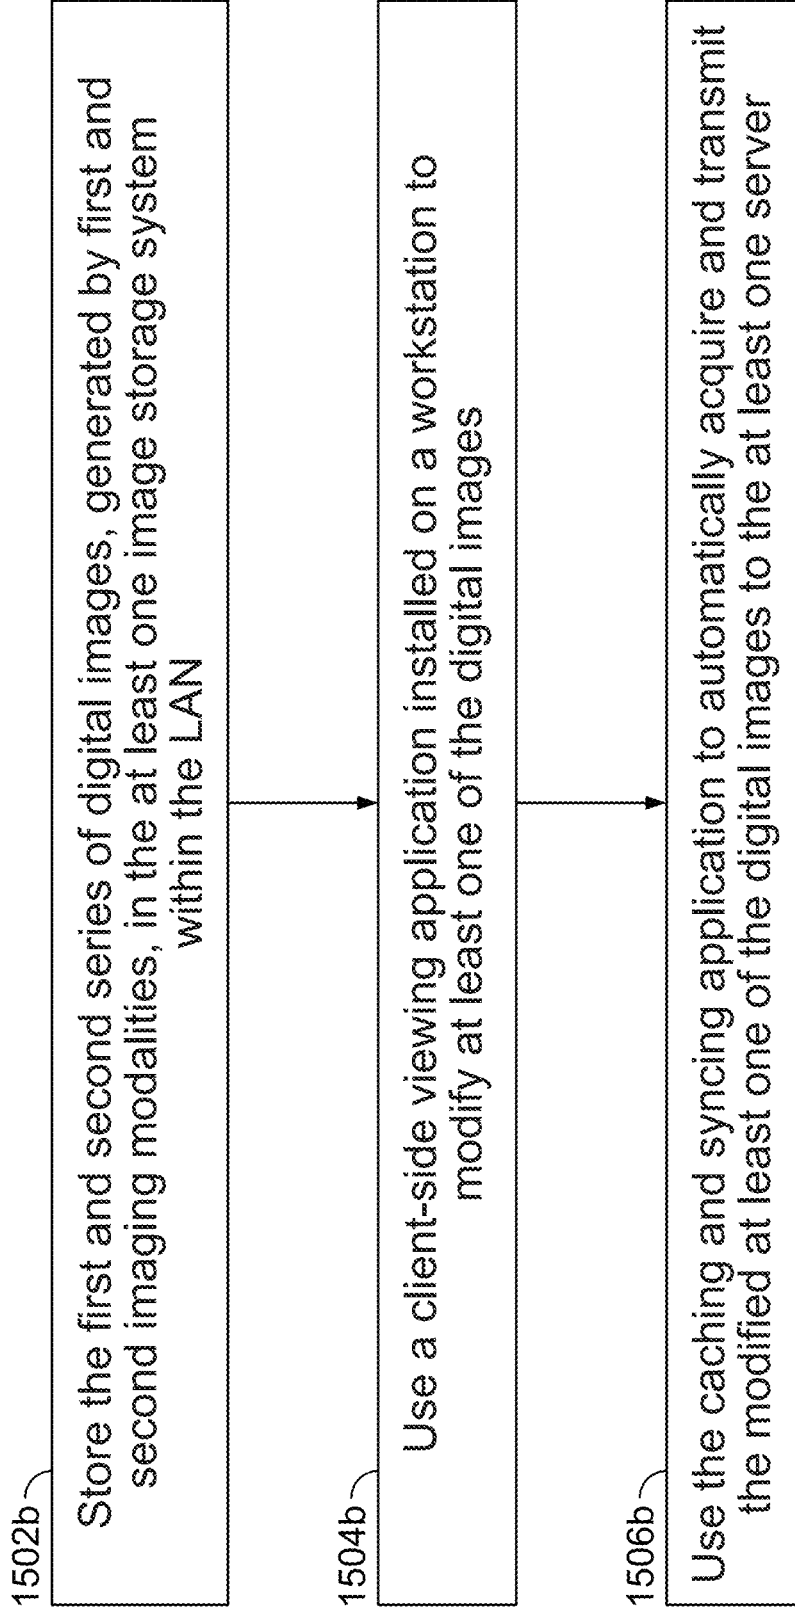 1502b
Store the first and second series of digital images, generated by first and
second imaging modalities, in the at least one image storage system
within the LAN
1504b
Use a client-side viewing application installed on a workstation to
modify at least one of the digital images
1506b
Use the caching and syncing application to automatically acquire and transmit
the modified at least one of the digital images to the at least one server